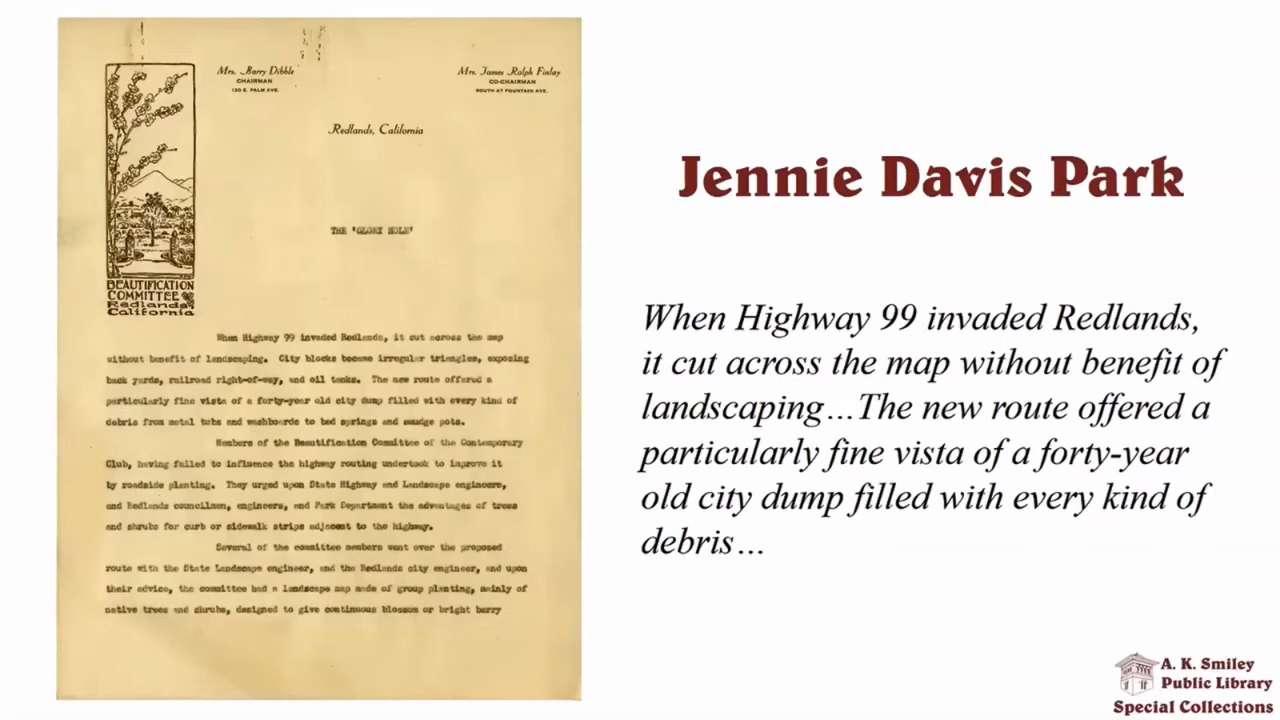 Mrs. Barry Dibble
CHAIRMAN
130 E. PALM AVE.
Mrs. James Ralph Finlay
CO-CHAIRMAN
SOUTH AT FOUNTAIN AVE.
Redlands, California
THE 'GLORY HOLE'
BEAUTIFICATION
COMMITTEE
Redlands
California
When Highway 99 invaded Redlands, it cut across the map
without benefit of landscaping. City blocks became irregular triangles, exposing
back yards, railroad right-of-way, and oil tanks. The new route offered a
particularly fine vista of a forty-year old city dump filled with every kind of
debris from metal tubs and washboards to bed springs and smudge pots.
Members of the Beautification Committee of the Contemporary
Club, having failed to influence the highway routing undertook to improve it
by roadside planting. They urged upon State Highway and Landscape engineers,
and Redlands councilmen, engineers, and Park Department the advantages of trees
and shrubs for curb or sidewalk strips adjacent to the highway.
Several of the committee members went over the proposed
route with the State Landscape engineer, and the Redlands city engineer, and upon
their advice, the committee had a landscape map made of group planting, mainly of
native trees and shrubs, designed to give continuous blossom or bright berry
Jennie Davis Park
When Highway 99 invaded Redlands,
it cut across the map without benefit of
landscaping…The new route offered a
particularly fine vista of a forty-year
old city dump filled with every kind of
debris…
A. K. Smiley
Public Library
Special Collections